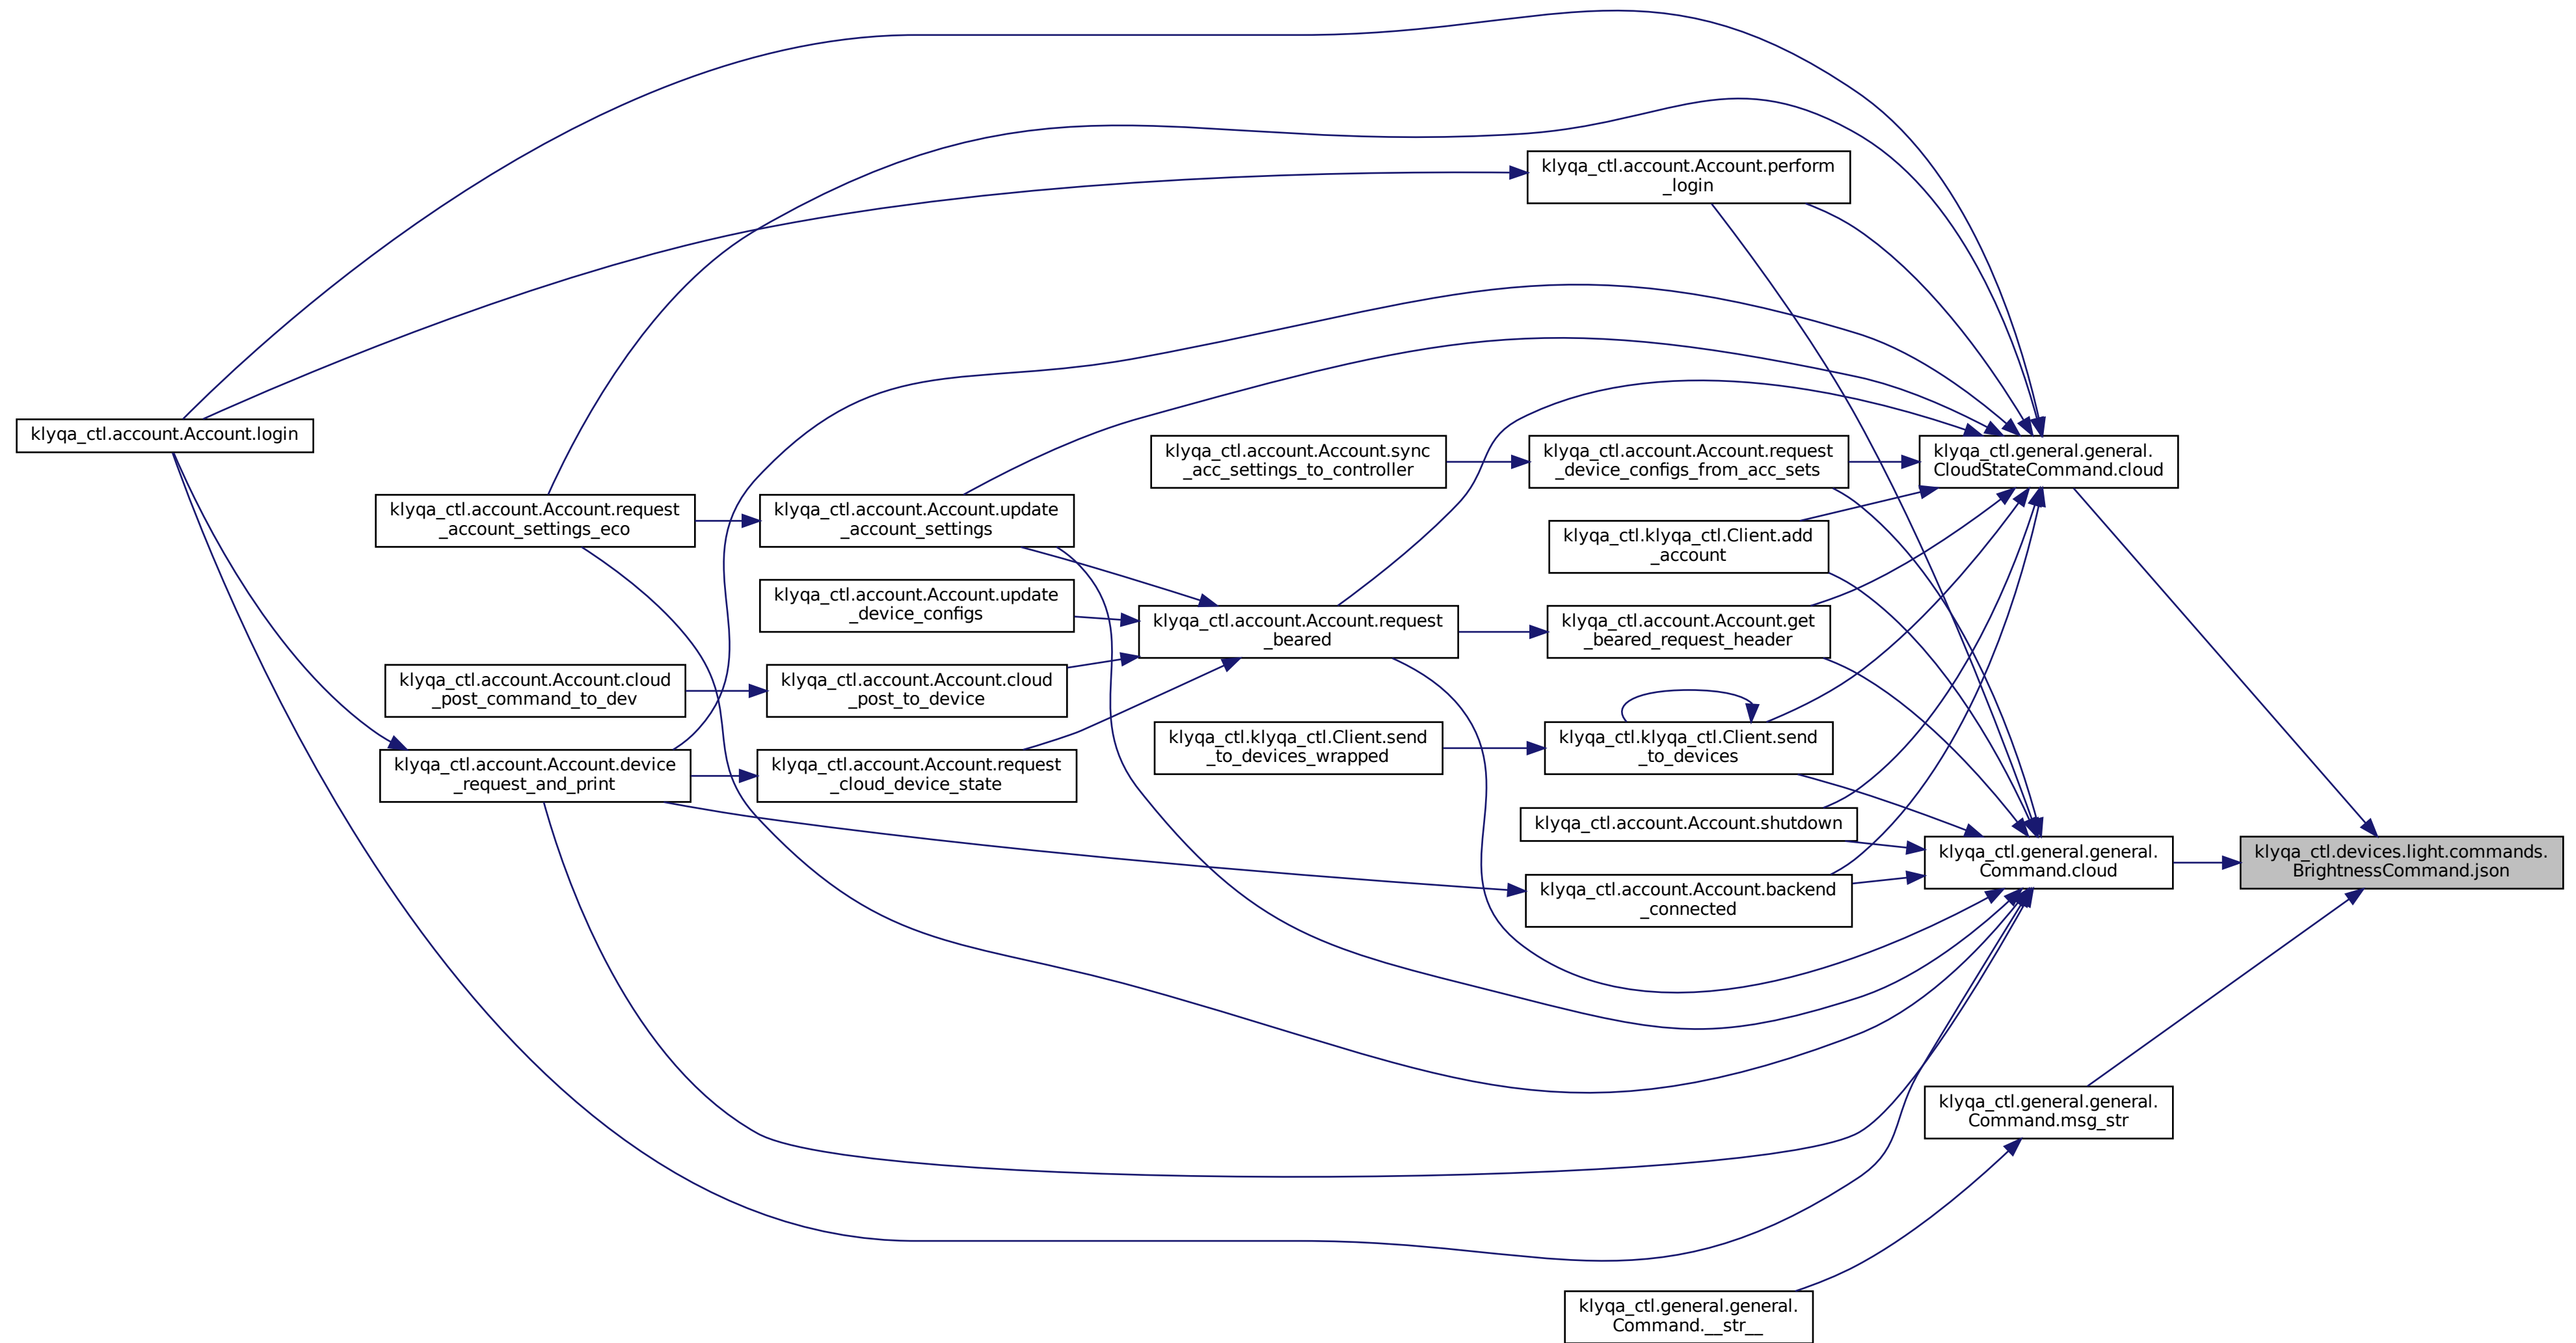 klyqa_ctl.account.Account.perform
_login
klyqa_ctl.account.Account.login
klyqa_ctl.account.Account.sync
_acc_settings_to_controller
klyqa_ctl.account.Account.request
_device_configs_from_acc_sets
klyqa_ctl.general.general.
CloudStateCommand.cloud
klyqa_ctl.account.Account.request
_account_settings_eco
klyqa_ctl.account.Account.update
_account_settings
klyqa_ctl.klyqa_ctl.Client.add
_account
klyqa_ctl.account.Account.update
_device_configs
klyqa_ctl.account.Account.request
_beared
klyqa_ctl.account.Account.get
_beared_request_header
klyqa_ctl.account.Account.cloud
_post_command_to_dev
klyqa_ctl.account.Account.cloud
_post_to_device
klyqa_ctl.klyqa_ctl.Client.send
_to_devices_wrapped
klyqa_ctl.klyqa_ctl.Client.send
_to_devices
klyqa_ctl.account.Account.device
_request_and_print
klyqa_ctl.account.Account.request
_cloud_device_state
klyqa_ctl.account.Account.shutdown
klyqa_ctl.general.general.
Command.cloud
klyqa_ctl.devices.light.commands.
BrightnessCommand.json
klyqa_ctl.account.Account.backend
_connected
klyqa_ctl.general.general.
Command.msg_str
klyqa_ctl.general.general.
Command.__str__